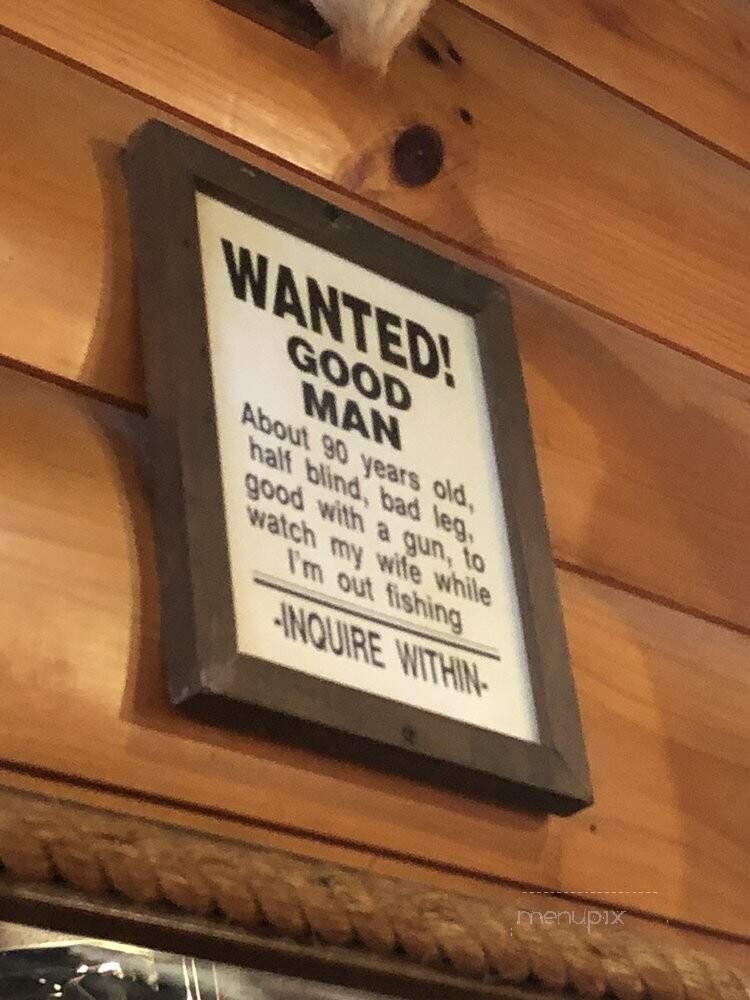 WANTED!
GOOD
MAN
About 90 years old,
half blind, bad leg,
good with a gun, to
watch my wife while
I'm out fishing
-INQUIRE WITHIN-
menupix